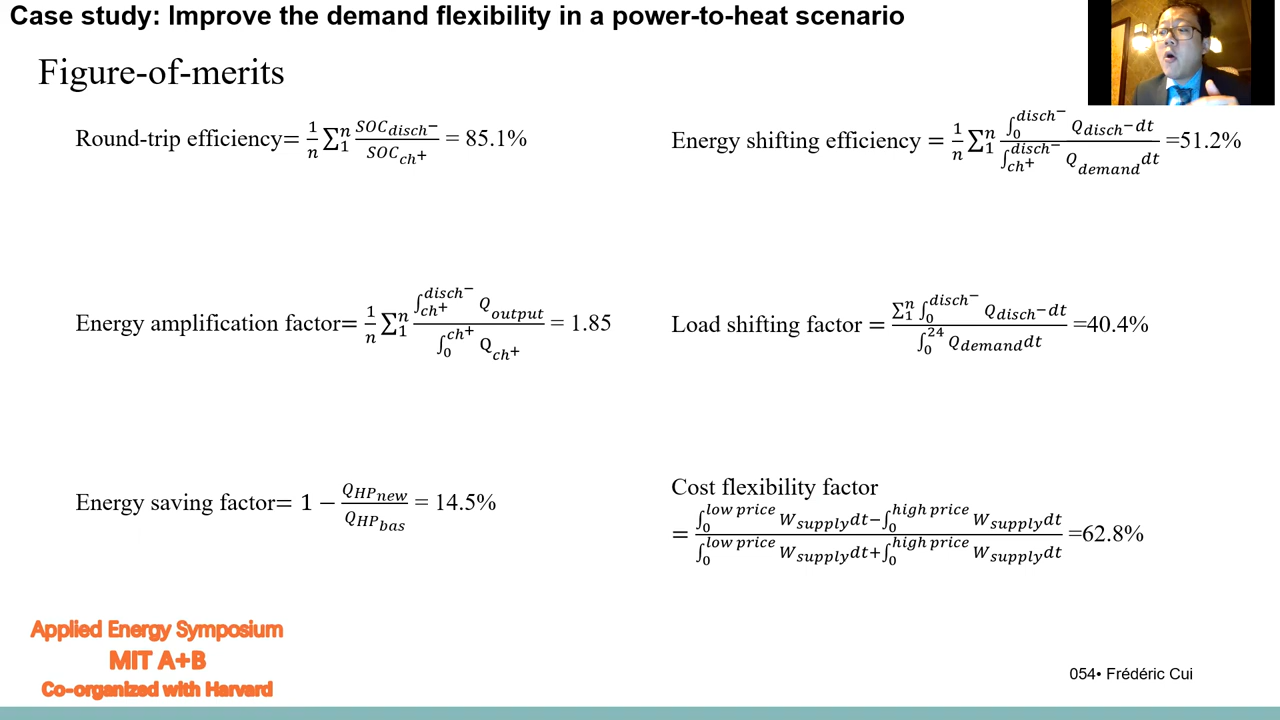 Case study: Improve the demand flexibility in a power-to-heat scenario
Figure-of-merits
Round-trip efficiency= 1/n ∑₁ⁿ SOC_disch⁻ / SOC_ch⁺ = 85.1%
Energy shifting efficiency = 1/n ∑₁ⁿ ∫₀^disch⁻ Q_disch⁻dt / ∫_ch⁺^disch⁻ Q_demand dt =51.2%
Energy amplification factor= 1/n ∑₁ⁿ ∫_ch⁺^disch⁻ Q_output / ∫₀^ch⁺ Q_ch⁺ = 1.85
Load shifting factor = ∑₁ⁿ ∫₀^disch⁻ Q_disch⁻dt / ∫₀^24 Q_demand dt =40.4%
Energy saving factor= 1 − Q_HP_new / Q_HP_bas = 14.5%
Cost flexibility factor
= ∫₀^low price W_supply dt−∫₀^high price W_supply dt / ∫₀^low price W_supply dt+∫₀^high price W_supply dt =62.8%
Applied Energy Symposium
MIT A+B
Co-organized with Harvard
054• Frédéric Cui